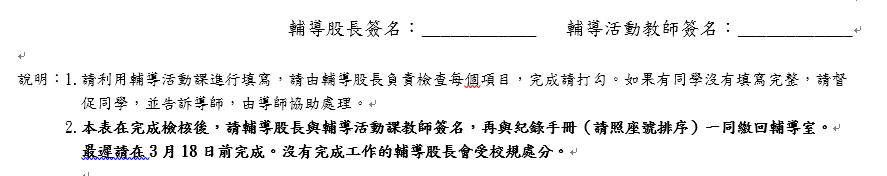 輔導股長簽名：____________　輔導活動教師簽名：____________
說明：1. 請利用輔導活動課進行填寫，請由輔導股長負責檢查每個項目，完成請打勾。如果有同學沒有填寫完整，請督
促同學，並告訴導師，由導師協助處理。
2. 本表在完成檢核後，請輔導股長與輔導活動課教師簽名，再與紀錄手冊（請照座號排序）一同繳回輔導室。
最遲請在 3 月 18 日前完成。沒有完成工作的輔導股長會受校規處分。